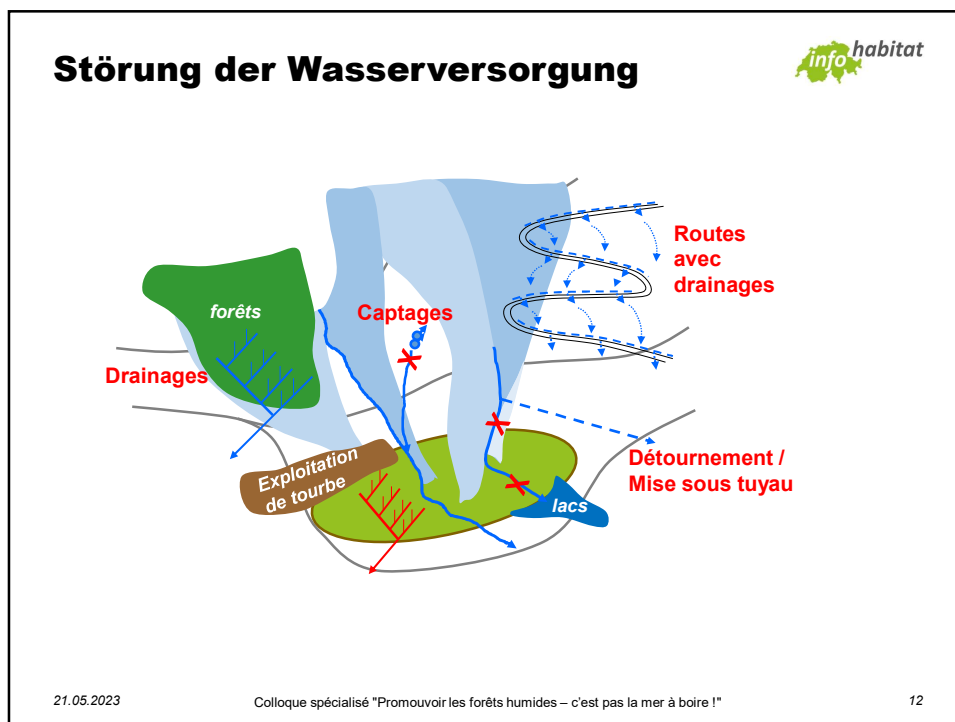 Störung der Wasserversorgung
info habitat
Routes
avec
drainages
forêts
Captages
Drainages
Exploitation
de tourbe
Détournement /
Mise sous tuyau
lacs
21.05.2023
Colloque spécialisé "Promouvoir les forêts humides – c'est pas la mer à boire !"
12